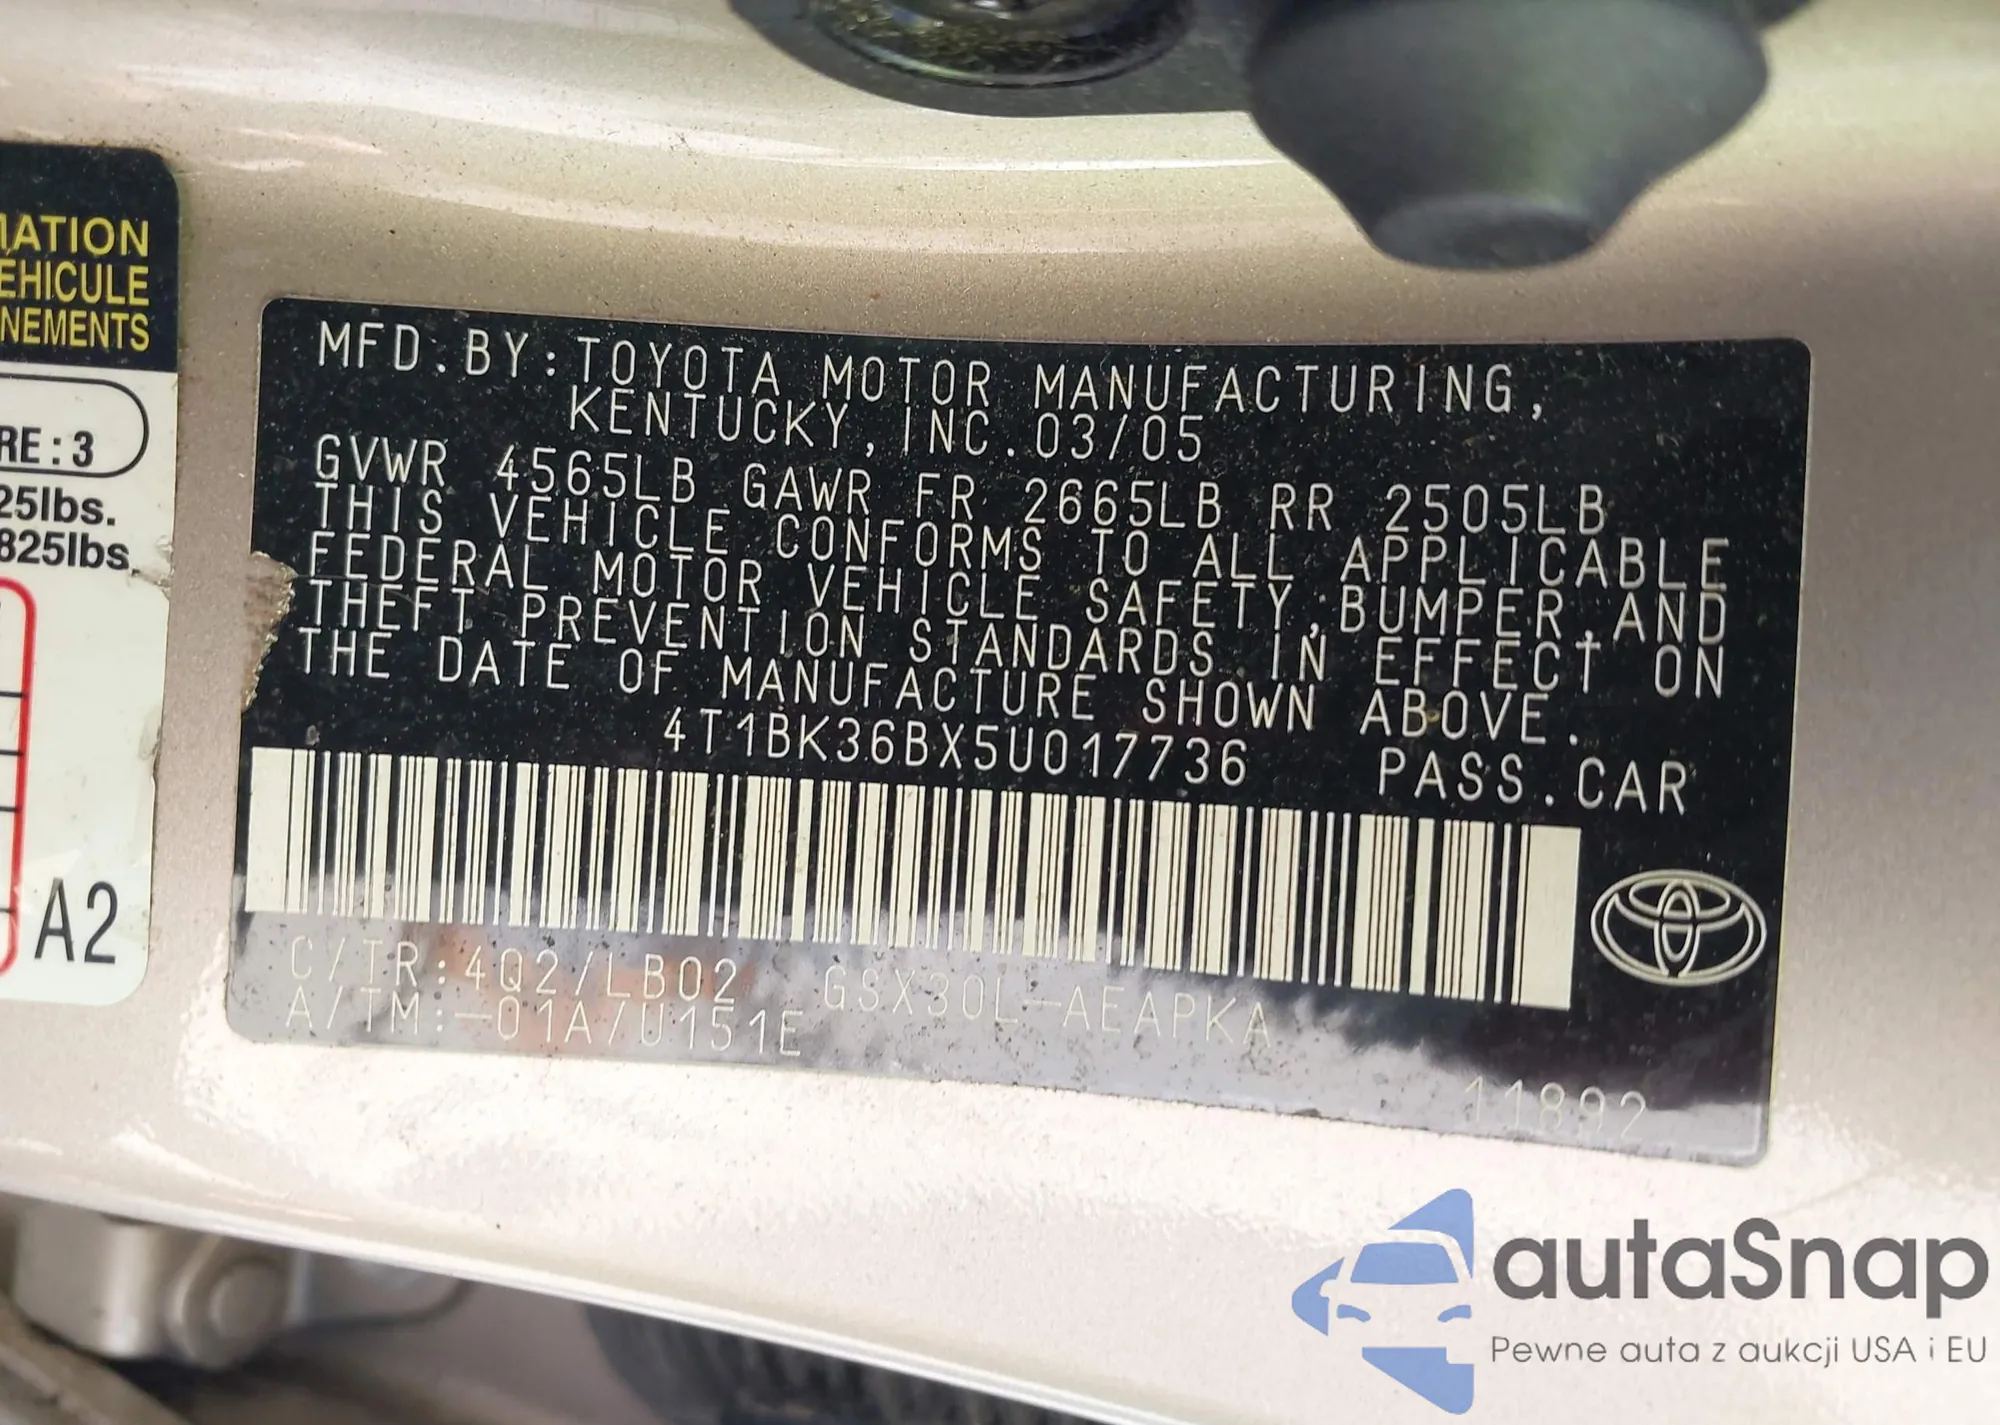 MATION
EHICULE
NEMENTS
RE : 3
25lbs.
825lbs.
A2
MFD. BY: TOYOTA MOTOR MANUFACTURING,
KENTUCKY, INC. 03/05
GVWR 4565LB GAWR FR 2665LB RR 2505LB
THIS VEHICLE CONFORMS TO ALL APPLICABLE
FEDERAL MOTOR VEHICLE SAFETY, BUMPER, AND
THEFT PREVENTION STANDARDS IN EFFECT ON
THE DATE OF MANUFACTURE SHOWN ABOVE.
4T1BK36BX5U017736 PASS. CAR
C/TR: 4Q2/LB02 GSX30L-AEAPKA
A/TM: -01A/U151E
11892
autaSnap
Pewne auta z aukcji USA i EU